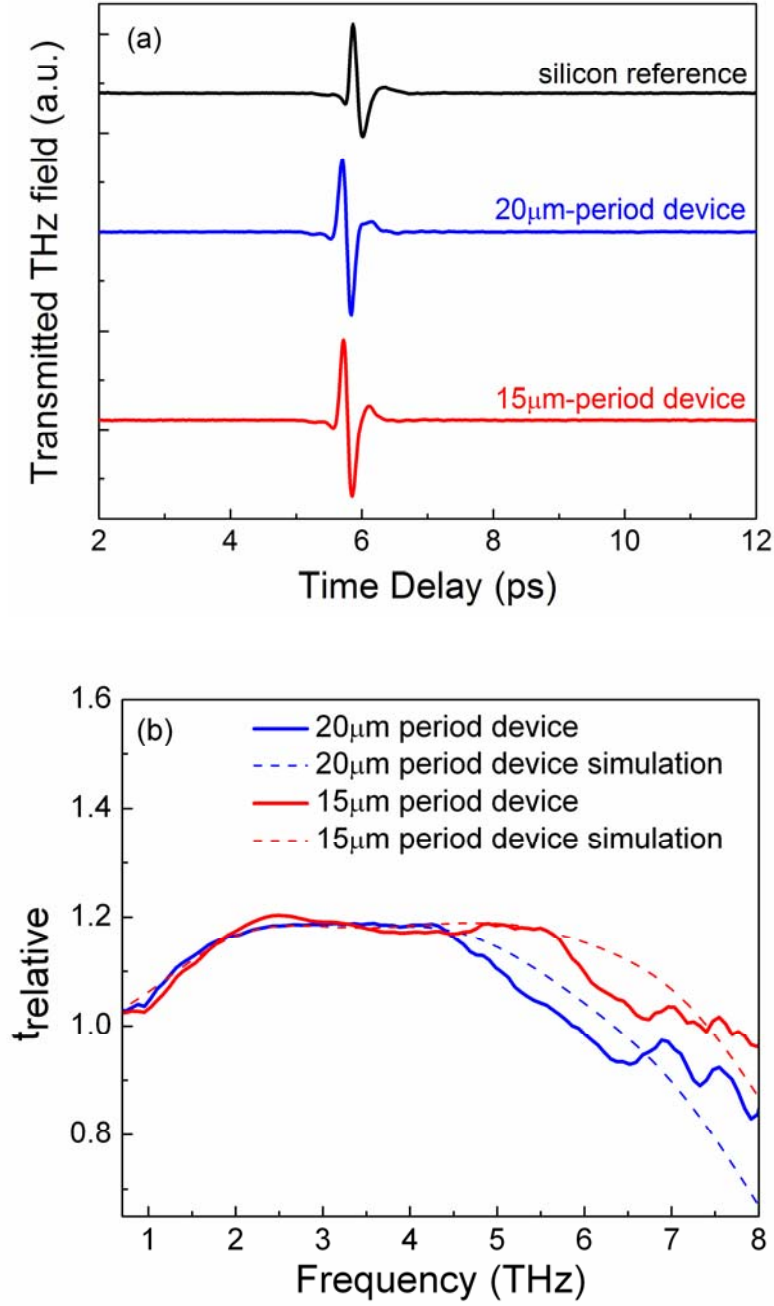 (a)
silicon reference
20μm-period device
15μm-period device
Transmitted THz field (a.u.)
2 4 6 8 10 12
Time Delay (ps)
(b)
20μm period device
20μm period device simulation
15μm period device
15μm period device simulation
1.6
1.4
1.2
1.0
0.8
trelative
1 2 3 4 5 6 7 8
Frequency (THz)